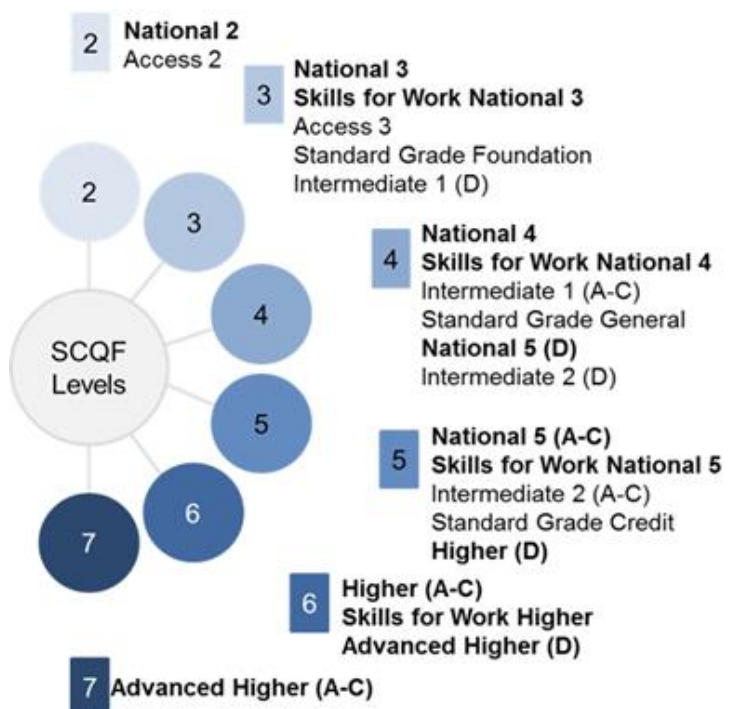 2
National 2
Access 2
3
National 3
Skills for Work National 3
Access 3
Standard Grade Foundation
Intermediate 1 (D)
4
National 4
Skills for Work National 4
Intermediate 1 (A-C)
Standard Grade General
National 5 (D)
Intermediate 2 (D)
5
National 5 (A-C)
Skills for Work National 5
Intermediate 2 (A-C)
Standard Grade Credit
Higher (D)
6
Higher (A-C)
Skills for Work Higher
Advanced Higher (D)
7
Advanced Higher (A-C)
SCQF
Levels
2
3
4
5
6
7